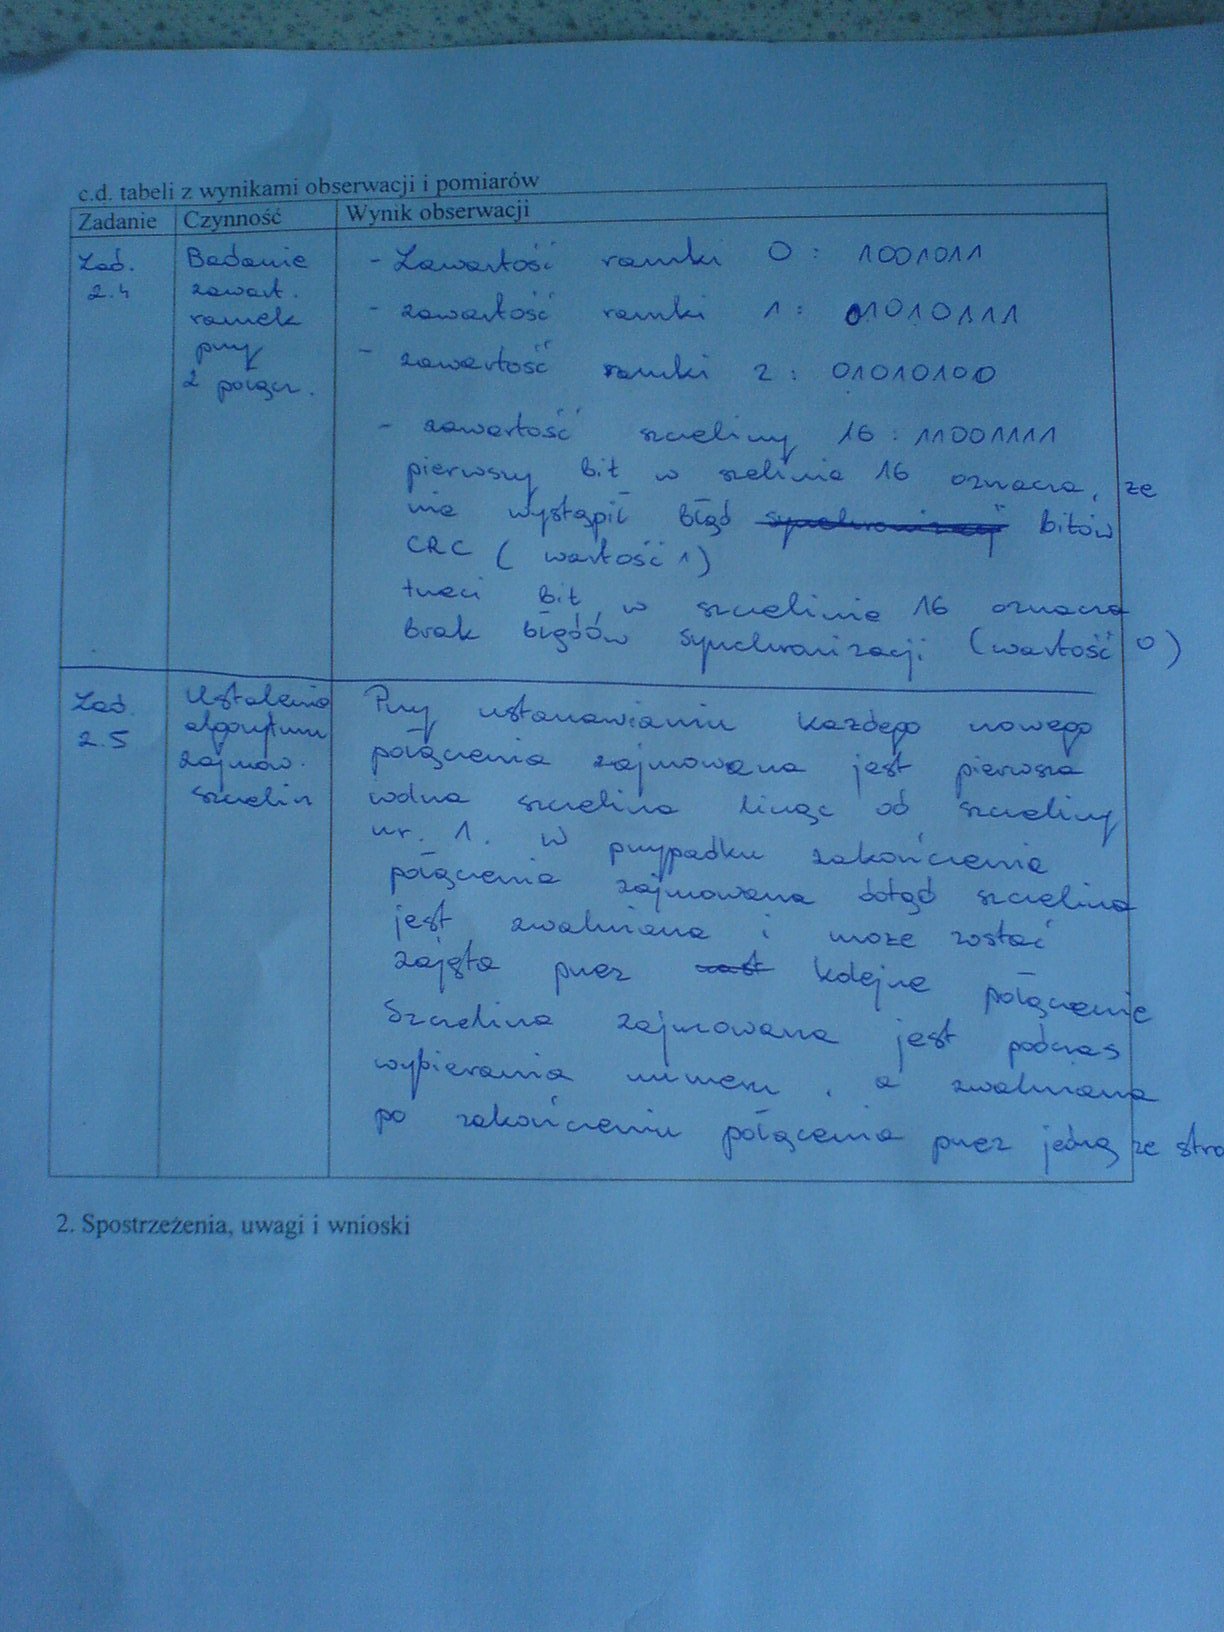 c.d. tabeli z wynikami obserwacji i pomiarów
Zadanie Czynność Wynik obserwacji
Zad.
2.4
Badanie
zawart.
ramek
przy
2 połącz.
- Zawartość ramki 0 : 1001011
- zawartość ramki 1 : 01010111
- zawartość ramki 2 : 01010100
- zawartość szczeliny 16 : 11001111
pierwszy bit w szelinie 16 oznacza, że
nie wystąpił błąd synchronizacji bitów
CRC ( wartość 1)
trzeci bit w szczelinie 16 oznacza
brak błędów synchronizacji (wartość 0)
Zad.
2.5
Ustalenie
algorytmu
zajmow.
szczelin
Przy ustanawianiu każdego nowego
połączenia zajmowana jest pierwsza
wolna szczelina licząc od szczeliny
nr. 1. W przypadku zakończenia
połączenia zajmowana dotąd szczelina
jest zwalniana i może zostać
zajęta przez kolejne połączenie
Szczelina zajmowana jest podczas
wybierania numeru , a zwalniana
po zakończeniu połącenia przez jedną ze stro
2. Spostrzeżenia, uwagi i wnioski